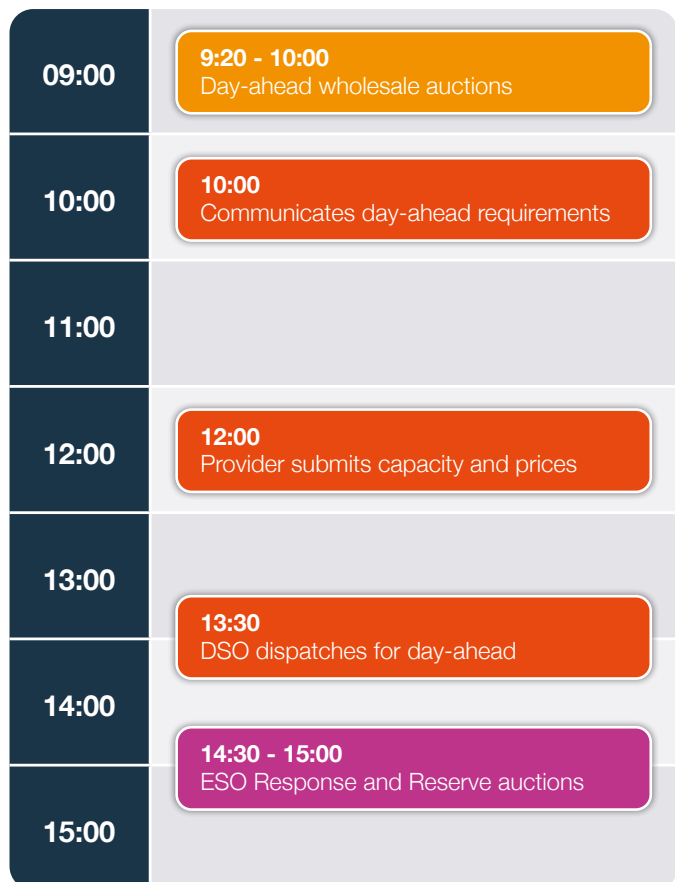 09:00
9:20 - 10:00
Day-ahead wholesale auctions
10:00
10:00
Communicates day-ahead requirements
11:00
12:00
12:00
Provider submits capacity and prices
13:00
13:30
DSO dispatches for day-ahead
14:00
14:30 - 15:00
ESO Response and Reserve auctions
15:00